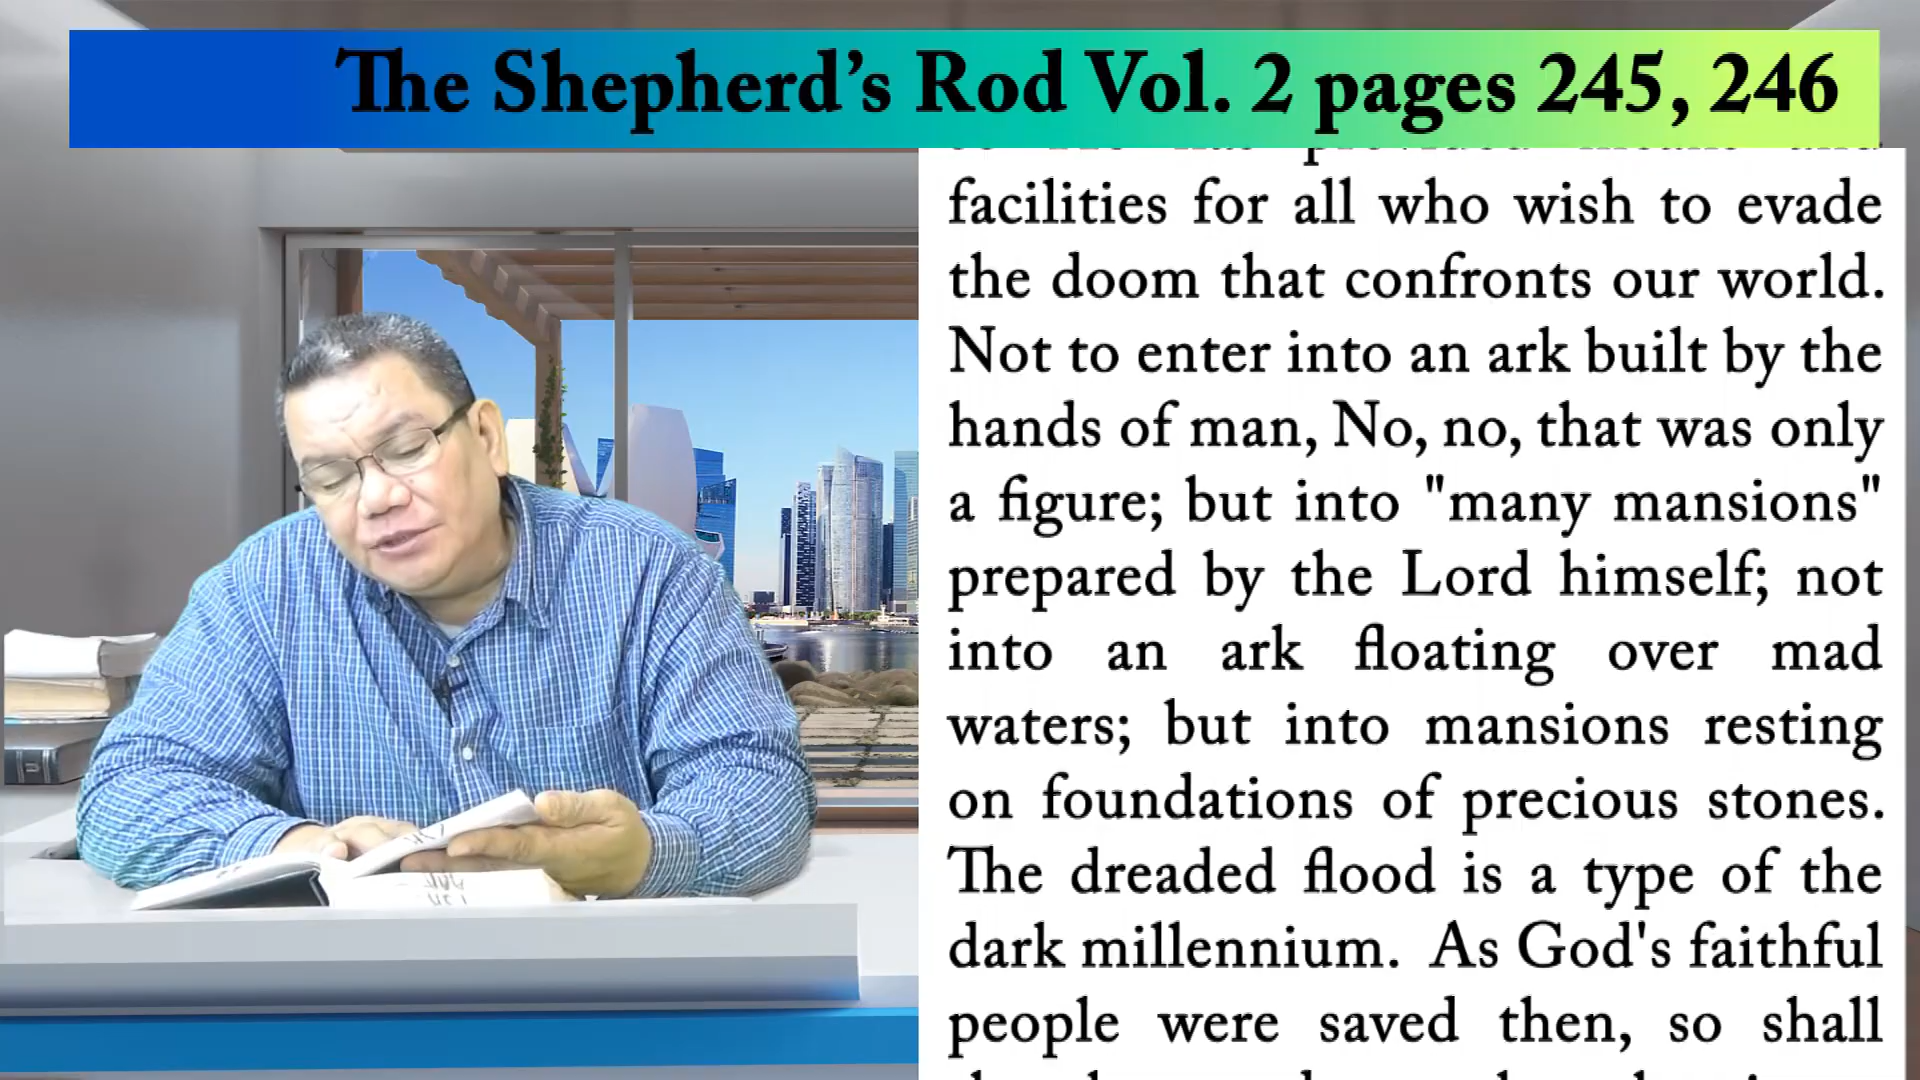 The Shepherd's Rod Vol. 2 pages 245, 246
facilities for all who wish to evade
the doom that confronts our world.
Not to enter into an ark built by the
hands of man, No, no, that was only
a figure; but into "many mansions"
prepared by the Lord himself; not
into an ark floating over mad
waters; but into mansions resting
on foundations of precious stones.
The dreaded flood is a type of the
dark millennium. As God's faithful
people were saved then, so shall